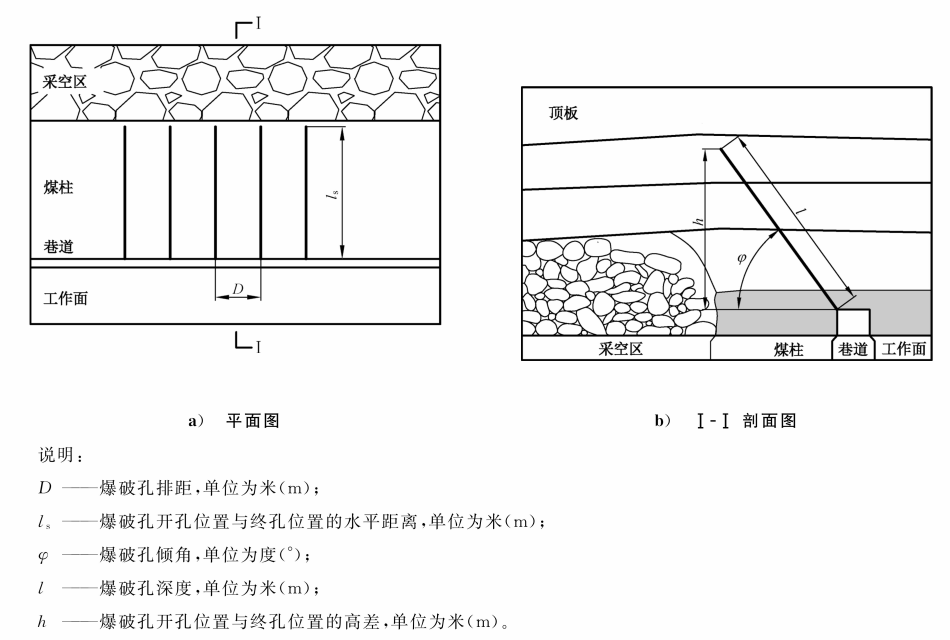 I
采空区
煤柱
lₛ
巷道
D
工作面
I
顶板
h
l
φ
采空区 煤柱 巷道 工作面
a） 平面图
b） I-I 剖面图
说明：
D ——爆破孔排距，单位为米(m)；
lₛ ——爆破孔开孔位置与终孔位置的水平距离，单位为米(m)；
φ ——爆破孔倾角，单位为度(°)；
l ——爆破孔深度，单位为米(m)；
h ——爆破孔开孔位置与终孔位置的高差，单位为米(m)。